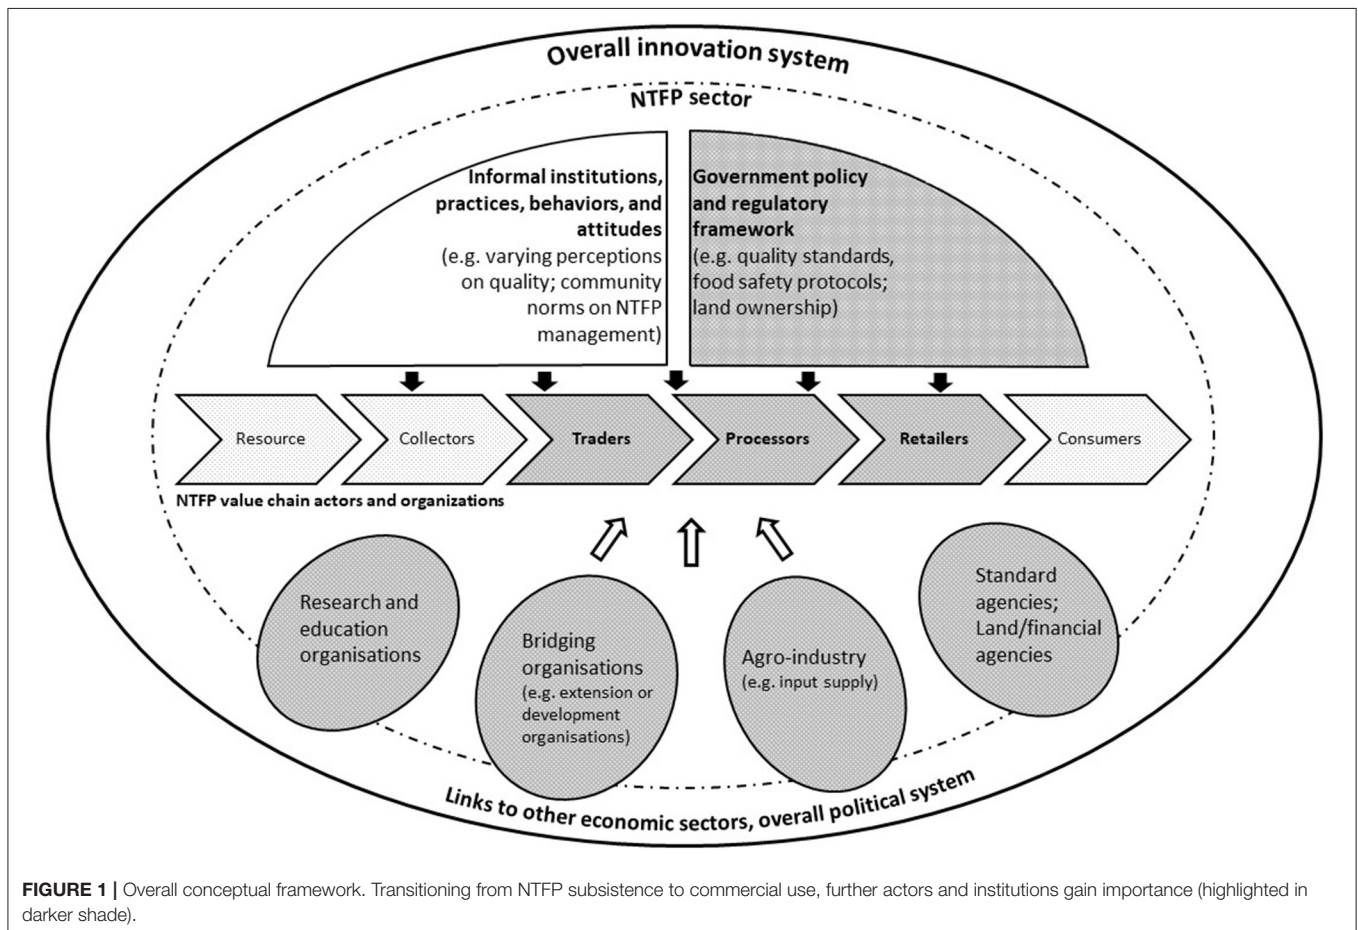 Overall innovation system
NTFP sector
Informal institutions,
practices, behaviors, and
attitudes
(e.g. varying perceptions
on quality; community
norms on NTFP
management)
Government policy
and regulatory
framework
(e.g. quality standards,
food safety protocols;
land ownership)
Resource
Collectors
Traders
Processors
Retailers
Consumers
NTFP value chain actors and organizations
Research and
education
organisations
Bridging
organisations
(e.g. extension or
development
organisations)
Agro-industry
(e.g. input supply)
Standard
agencies;
Land/financial
agencies
Links to other economic sectors, overall political system
FIGURE 1 | Overall conceptual framework. Transitioning from NTFP subsistence to commercial use, further actors and institutions gain importance (highlighted in
darker shade).